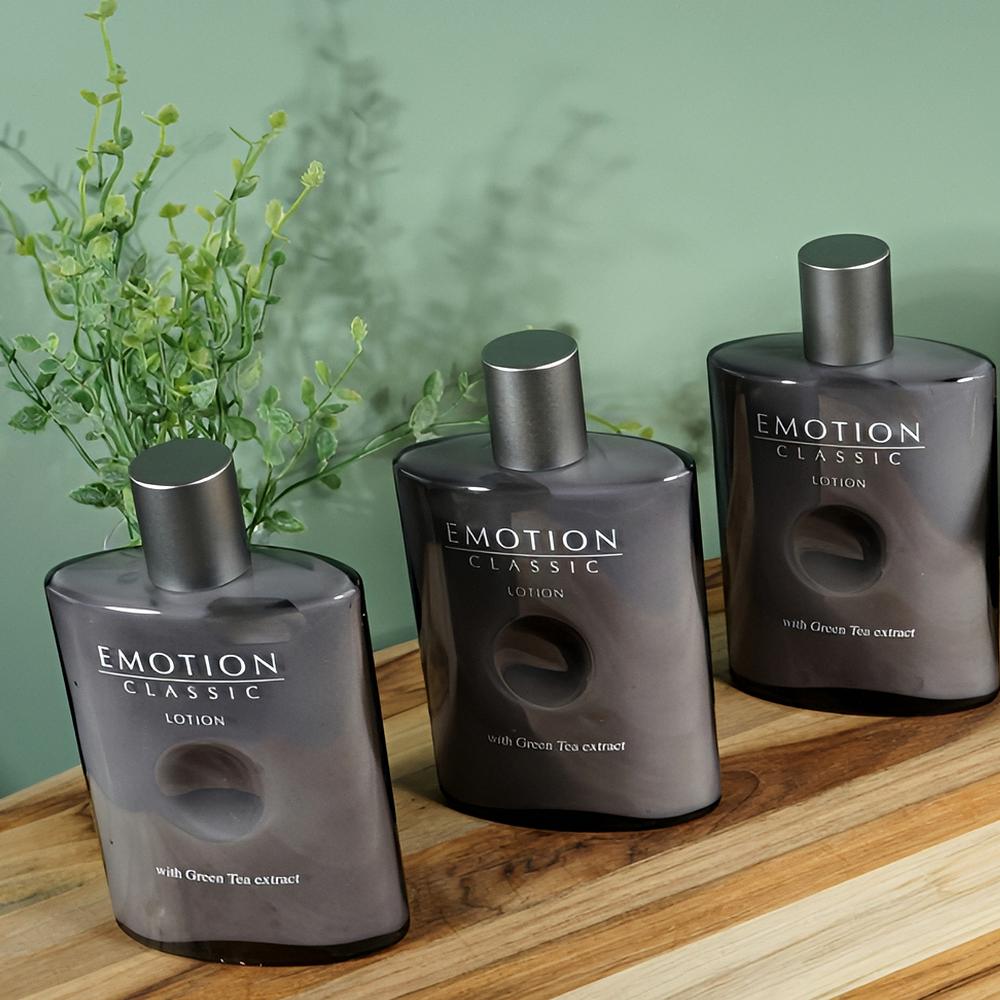 EMOTION
CLASSIC
LOTION
with Green Tea extract
EMOTION
CLASSIC
LOTION
with Green Tea extract
EMOTION
CLASSIC
LOTION
with Green Tea extract